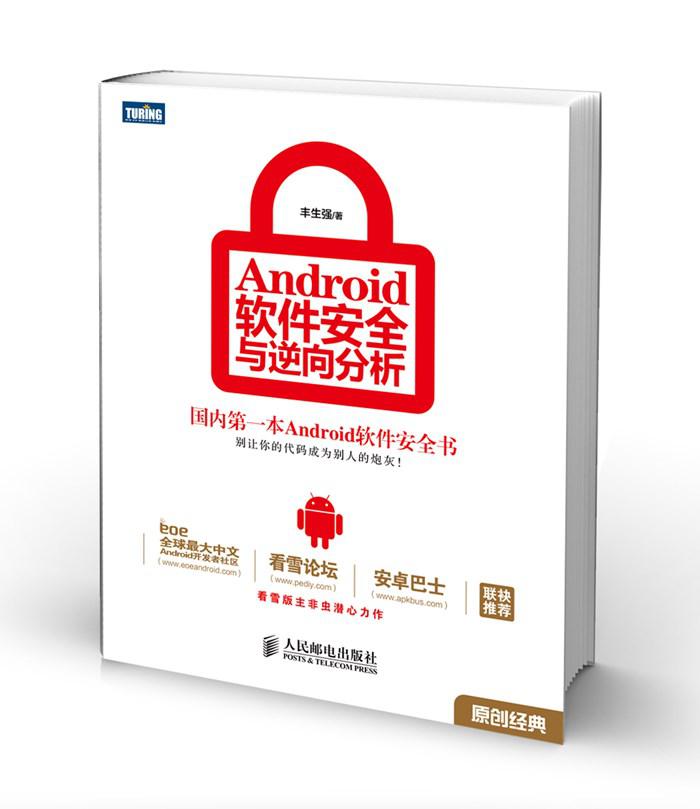 TURING
丰生强/著
Android
软件安全
与逆向分析
国内第一本Android软件安全书
别让你的代码成为别人的炮灰！
eoe
全球最大中文
Android开发者社区
(www.eoeandroid.com)
看雪论坛
(www.pediy.com)
安卓巴士
(www.apkbus.com)
联袂
推荐
看雪版主非虫潜心力作
人民邮电出版社
POSTS & TELECOM PRESS
原创经典